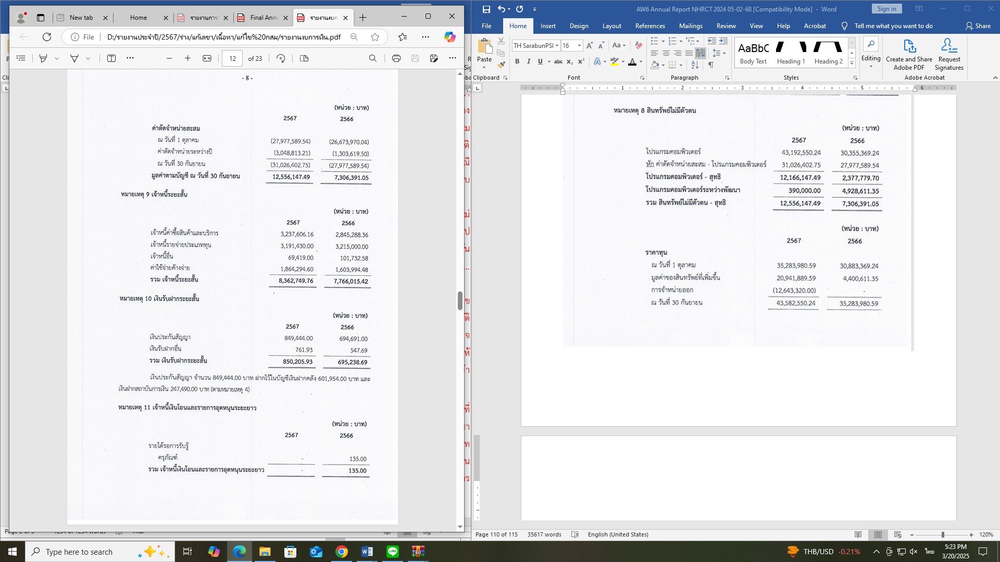 New tab
Home
Final Annu
AW6 Annual Report NHRCT 2024 05-02-68 [Compatibility Mode] - Word
Sign in
File
D:/รายงานประจำปี/2567/ร่าง/แก้เลขา/เนื้อหา/แก้ไข%20กสม/รายงานงบการเงิน.pdf
12 of 23
File Home Insert Design Layout References Mailings Review View Help Acrobat Tell me what you want to do Share
Paste
TH SarabunPSI 16
AaBbC
Body Text Heading 1 Heading 2
Editing
Create and Share Adobe PDF
Request Signatures
Clipboard Font Paragraph Styles Adobe Acrobat
- 8 -
(หน่วย : บาท)
2567 2566
ค่าตัดจำหน่ายสะสม
ณ วันที่ 1 ตุลาคม (27,977,589.54) (26,673,970.04)
ค่าตัดจำหน่ายระหว่างปี (3,048,813.21) (1,303,619.50)
ณ วันที่ 30 กันยายน (31,026,402.75) (27,977,589.54)
มูลค่าตามบัญชี ณ วันที่ 30 กันยายน 12,556,147.49 7,306,391.05
หมายเหตุ 9 เจ้าหนี้ระยะสั้น
(หน่วย : บาท)
2567 2566
เจ้าหนี้ค่าซื้อสินค้าและบริการ 3,237,606.16 2,845,288.36
เจ้าหนี้รายจ่ายประเภททุน 3,191,430.00 3,215,000.00
เจ้าหนี้อื่น 69,419.00 101,732.58
ค่าใช้จ่ายค้างจ่าย 1,864,294.60 1,603,994.48
รวม เจ้าหนี้ระยะสั้น 8,362,749.76 7,766,015.42
หมายเหตุ 10 เงินรับฝากระยะสั้น
(หน่วย : บาท)
2567 2566
เงินประกันสัญญา 849,444.00 694,691.00
เงินรับฝากอื่น 761.93 547.69
รวม เงินรับฝากระยะสั้น 850,205.93 695,238.69
เงินประกันสัญญา จำนวน 849,444.00 บาท ฝากไว้ในบัญชีเงินฝากคลัง 601,954.00 บาท และ
เงินฝากสถาบันการเงิน 247,490.00 บาท (ตามหมายเหตุ 4)
หมายเหตุ 11 เจ้าหนี้เงินโอนและรายการอุดหนุนระยะยาว
(หน่วย : บาท)
2567 2566
รายได้รอการรับรู้
ครุภัณฑ์ - 135.00
รวม เจ้าหนี้เงินโอนและรายการอุดหนุนระยะยาว - 135.00
หมายเหตุ 8 สินทรัพย์ไม่มีตัวตน
(หน่วย : บาท)
2567 2566
โปรแกรมคอมพิวเตอร์ 43,192,550.24 30,355,369.24
หัก ค่าตัดจำหน่ายสะสม - โปรแกรมคอมพิวเตอร์ 31,026,402.75 27,977,589.54
โปรแกรมคอมพิวเตอร์ - สุทธิ 12,166,147.49 2,377,779.70
โปรแกรมคอมพิวเตอร์ระหว่างพัฒนา 390,000.00 4,928,611.35
รวม สินทรัพย์ไม่มีตัวตน - สุทธิ 12,556,147.49 7,306,391.05
(หน่วย : บาท)
2567 2566
ราคาทุน
ณ วันที่ 1 ตุลาคม 35,283,980.59 30,883,369.24
มูลค่าของสินทรัพย์ที่เพิ่มขึ้น 20,941,889.59 4,400,611.35
การจำหน่ายออก (12,643,320.00) -
ณ วันที่ 30 กันยายน 43,582,550.24 35,283,980.59
Page 110 of 115 35617 words English (United States) 120%
Type here to search
THB/USD -0.21%
ไทย
5:23 PM
3/20/2025